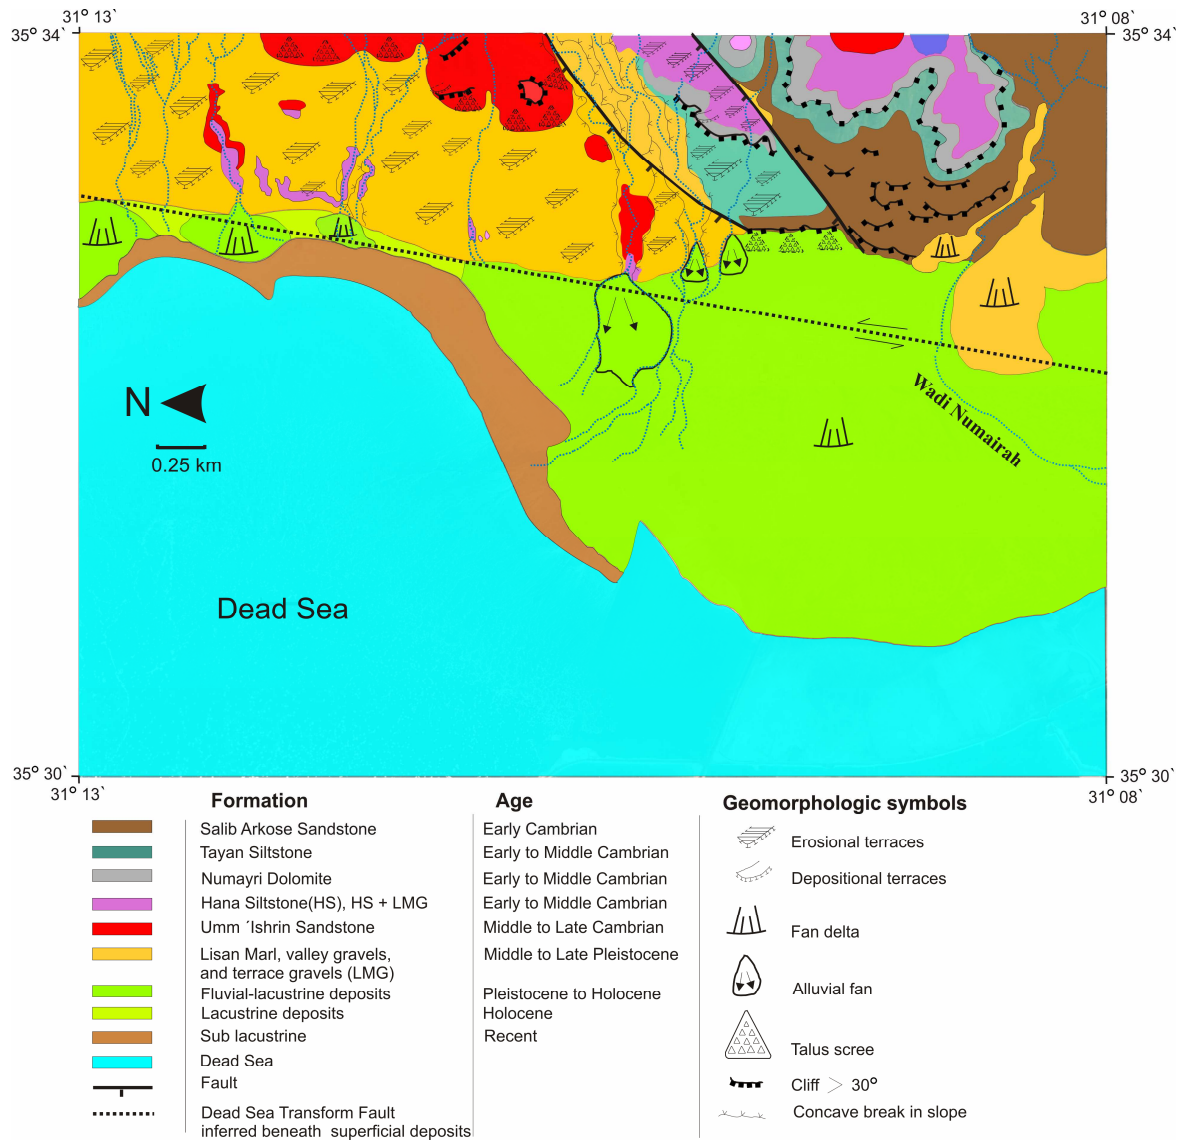 31° 13`
31° 08`
35° 34`
35° 34`
N
0.25 km
Wadi Numairah
Dead Sea
35° 30`
35° 30`
31° 13`
31° 08`
Formation
Age
Geomorphologic symbols
Salib Arkose Sandstone
Early Cambrian
Tayan Siltstone
Early to Middle Cambrian
Numayri Dolomite
Early to Middle Cambrian
Hana Siltstone(HS), HS + LMG
Early to Middle Cambrian
Umm ´Ishrin Sandstone
Middle to Late Cambrian
Lisan Marl, valley gravels,
and terrace gravels (LMG)
Middle to Late Pleistocene
Fluvial-lacustrine deposits
Pleistocene to Holocene
Lacustrine deposits
Holocene
Sub lacustrine
Recent
Dead Sea
Fault
Dead Sea Transform Fault
inferred beneath superficial deposits
Erosional terraces
Depositional terraces
Fan delta
Alluvial fan
Talus scree
Cliff > 30°
Concave break in slope